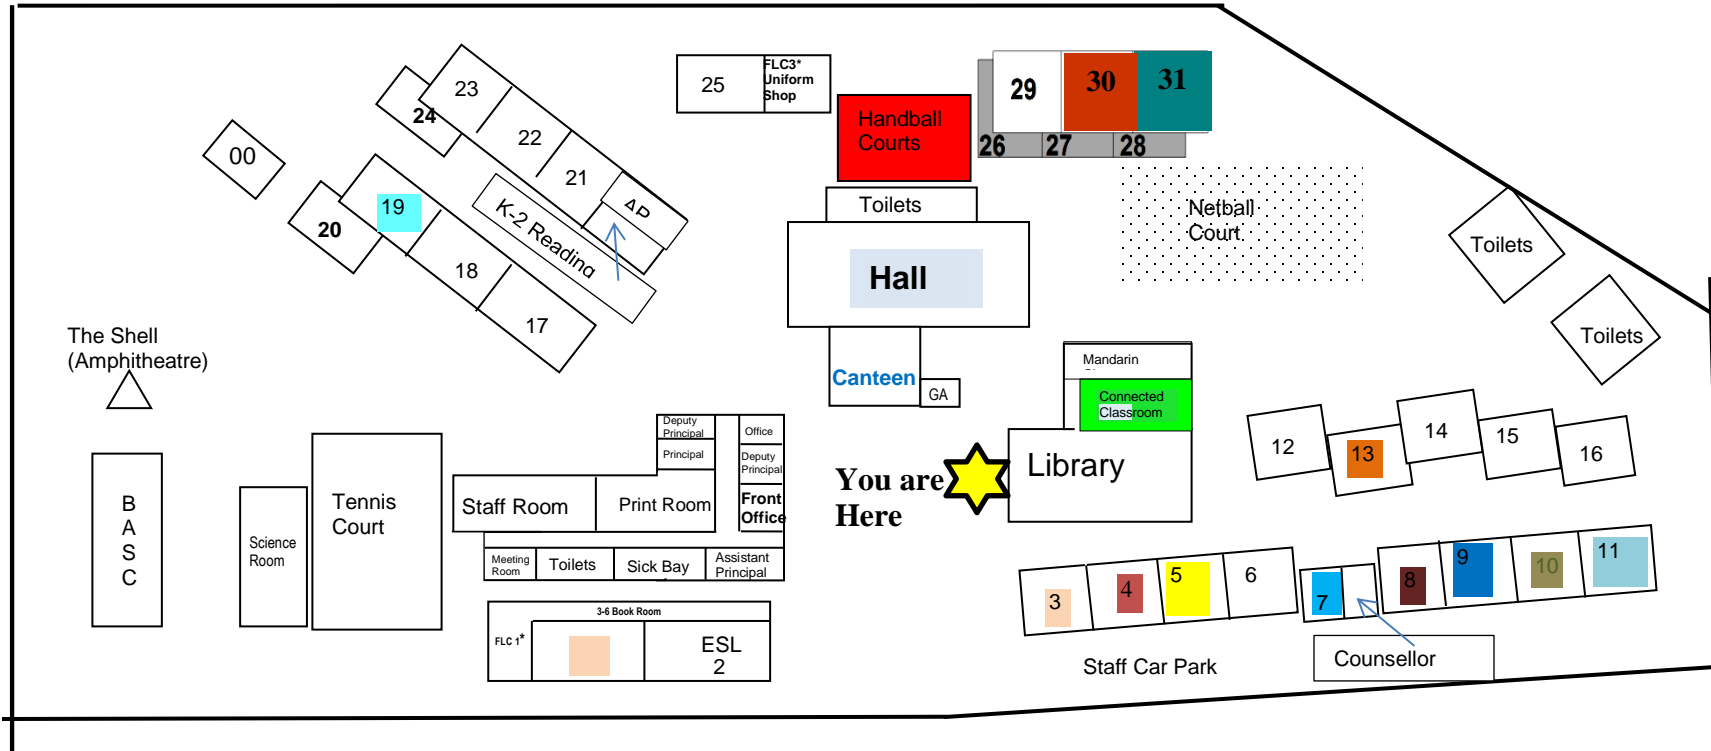 23
24
22
21
AP
K-2 Reading
00
19
20
18
17
25
FLC3*
Uniform
Shop
Handball
Courts
29
30
31
26
27
28
Toilets
Hall
Netball
Court
Toilets
Toilets
The Shell
(Amphitheatre)
Canteen
GA
Mandarin
Connected
Classroom
Library
You are
Here
12
13
14
15
16
B
A
S
C
Science
Room
Tennis
Court
Deputy
Principal
Principal
Office
Deputy
Principal
Front
Office
Staff Room
Print Room
Meeting
Room
Toilets
Sick Bay
Assistant
Principal
3-6 Book Room
FLC 1*
ESL
2
3
4
5
6
7
8
9
10
11
Counsellor
Staff Car Park